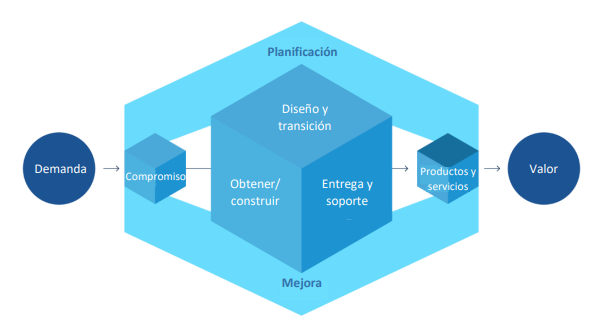 Planificación
Diseño y
transición
Demanda
Compromiso
Obtener/
construir
Entrega y
soporte
Productos y
servicios
Valor
Mejora